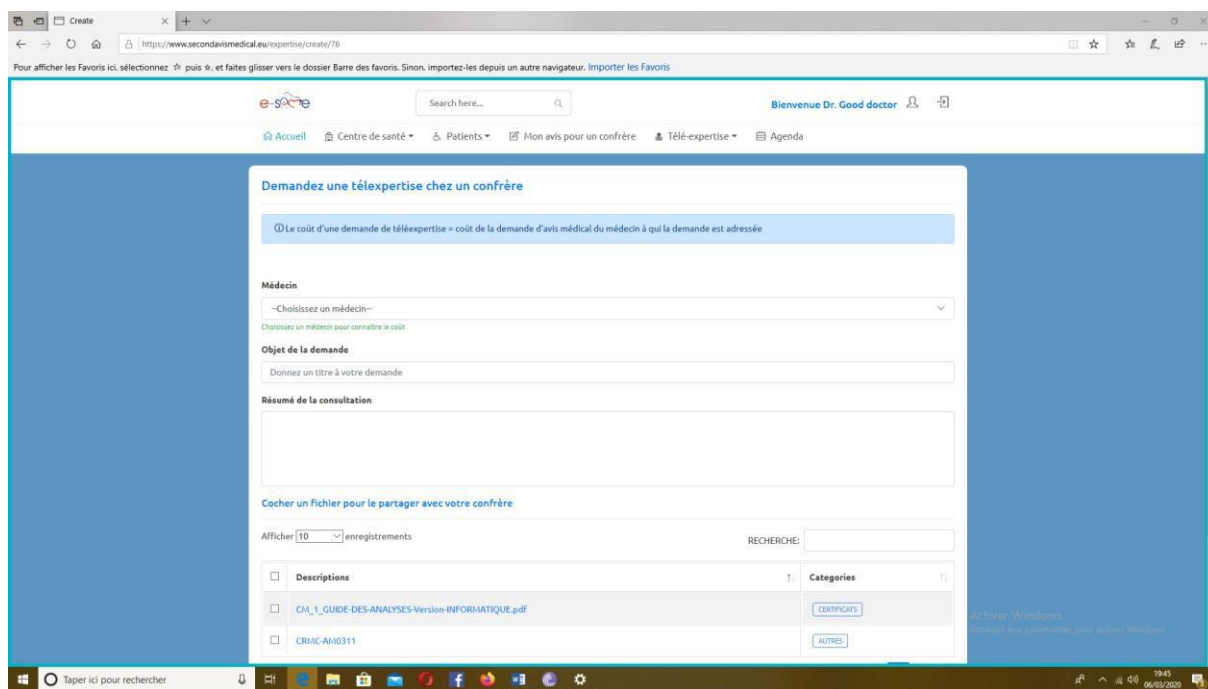 Create
https://www.secondavismedical.eu/expertise/create/76
Pour afficher les Favoris ici, sélectionnez ☆ puis ☆, et faites glisser vers le dossier Barre des favoris. Sinon, importez-les depuis un autre navigateur. Importer les Favoris
Search here...
Bienvenue Dr. Good doctor
Accueil Centre de santé Patients Mon avis pour un confrère Télé-expertise Agenda
Demandez une télexpertise chez un confrère
Le coût d'une demande de téléexpertise = coût de la demande d'avis médical du médecin à qui la demande est adressée
Médecin
--Choisissez un médecin--
Choisissez un médecin pour connaître le coût
Objet de la demande
Donnez un titre à votre demande
Résumé de la consultation
Cocher un fichier pour le partager avec votre confrère
Afficher 10 enregistrements
RECHERCHE:
Descriptions Categories
CM_1_GUIDE-DES-ANALYSES-Version-INFORMATIQUE.pdf CERTIFICATS
CRMC-AM0311 AUTRES
Activer Windows
Accédez aux paramètres pour activer Windows.
Taper ici pour rechercher
19:45
06/03/2020